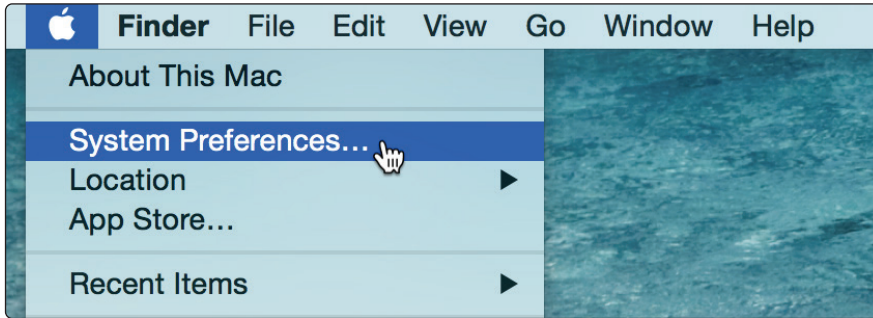 Finder File Edit View Go Window Help
About This Mac
System Preferences...
Location
App Store...
Recent Items